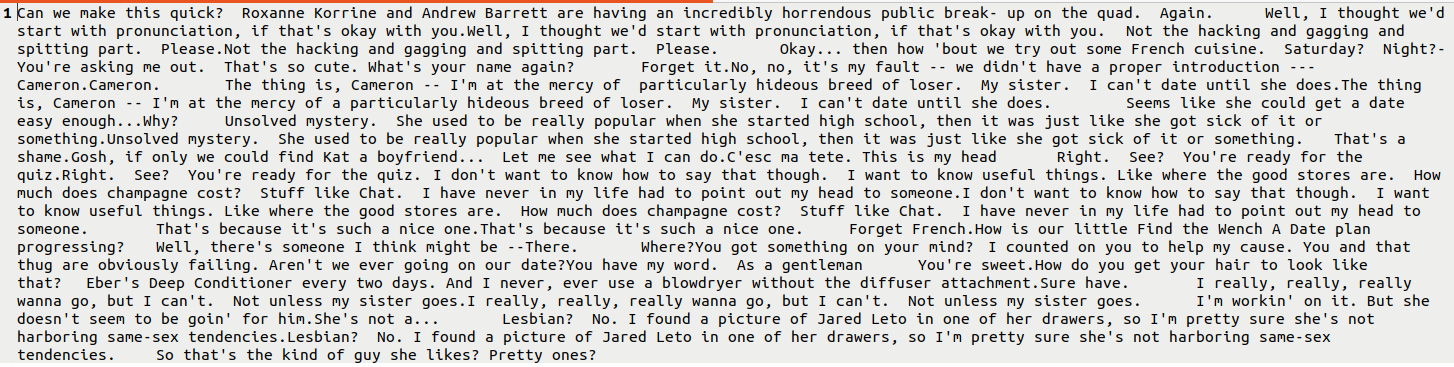 1 Can we make this quick?  Roxanne Korrine and Andrew Barrett are having an incredibly horrendous public break- up on the quad.  Again.      Well, I thought we'd
start with pronunciation, if that's okay with you.Well, I thought we'd start with pronunciation, if that's okay with you.  Not the hacking and gagging and
spitting part.  Please.Not the hacking and gagging and spitting part.  Please.      Okay... then how 'bout we try out some French cuisine.  Saturday?  Night?-
You're asking me out.  That's so cute. What's your name again?      Forget it.No, no, it's my fault -- we didn't have a proper introduction ---
Cameron.Cameron.      The thing is, Cameron -- I'm at the mercy of  particularly hideous breed of loser.  My sister.  I can't date until she does.The thing
is, Cameron -- I'm at the mercy of a particularly hideous breed of loser.  My sister.  I can't date until she does.      Seems like she could get a date
easy enough...Why?    Unsolved mystery.  She used to be really popular when she started high school, then it was just like she got sick of it or
something.Unsolved mystery.  She used to be really popular when she started high school, then it was just like she got sick of it or something.    That's a
shame.Gosh, if only we could find Kat a boyfriend...  Let me see what I can do.C'esc ma tete. This is my head      Right.  See?  You're ready for the
quiz.Right.  See?  You're ready for the quiz. I don't want to know how to say that though.  I want to know useful things. Like where the good stores are.  How
much does champagne cost?  Stuff like Chat.  I have never in my life had to point out my head to someone.I don't want to know how to say that though.  I want
to know useful things. Like where the good stores are.  How much does champagne cost?  Stuff like Chat.  I have never in my life had to point out my head to
someone.      That's because it's such a nice one.That's because it's such a nice one.    Forget French.How is our little Find the Wench A Date plan
progressing?   Well, there's someone I think might be --There.      Where?You got something on your mind?  I counted on you to help my cause. You and that
thug are obviously failing. Aren't we ever going on our date?You have my word.  As a gentleman      You're sweet.How do you get your hair to look like
that?   Eber's Deep Conditioner every two days. And I never, ever use a blowdryer without the diffuser attachment.Sure have.      I really, really, really
wanna go, but I can't.  Not unless my sister goes.I really, really, really wanna go, but I can't.  Not unless my sister goes.      I'm workin' on it. But she
doesn't seem to be goin' for him.She's not a...      Lesbian?  No. I found a picture of Jared Leto in one of her drawers, so I'm pretty sure she's not
harboring same-sex tendencies.Lesbian?  No. I found a picture of Jared Leto in one of her drawers, so I'm pretty sure she's not harboring same-sex
tendencies.    So that's the kind of guy she likes? Pretty ones?